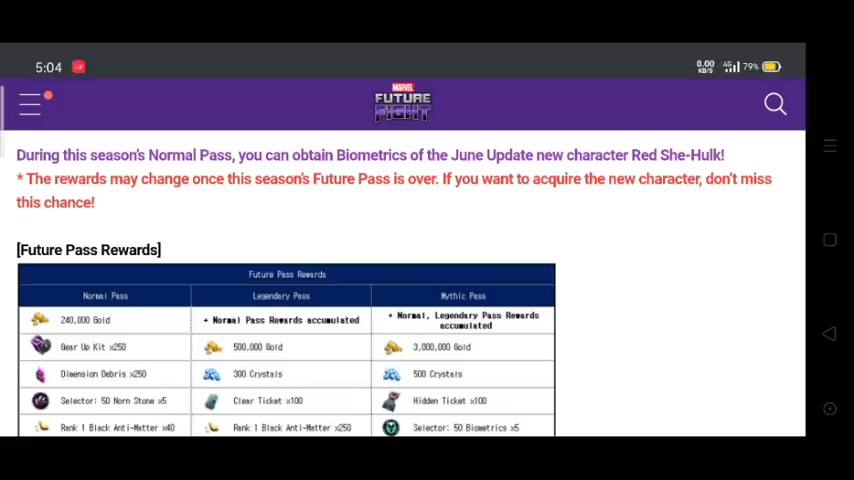 5:04
0.00 KB/S 4G 79%
MARVEL
FUTURE
FIGHT
During this season's Normal Pass, you can obtain Biometrics of the June Update new character Red She-Hulk!
* The rewards may change once this season's Future Pass is over. If you want to acquire the new character, don't miss
this chance!
[Future Pass Rewards]
Future Pass Rewards
Normal Pass Legendary Pass Mythic Pass
240,000 Gold + Normal Pass Rewards accumulated + Normal, Legendary Pass Rewards accumulated
Gear Up Kit x250 500,000 Gold 3,000,000 Gold
Dimension Debris x250 300 Crystals 500 Crystals
Selector: 50 Norn Stone x5 Clear Ticket x100 Hidden Ticket x100
Rank 1 Black Anti-Matter x40 Rank 1 Black Anti-Matter x250 Selector: 50 Biometrics x5